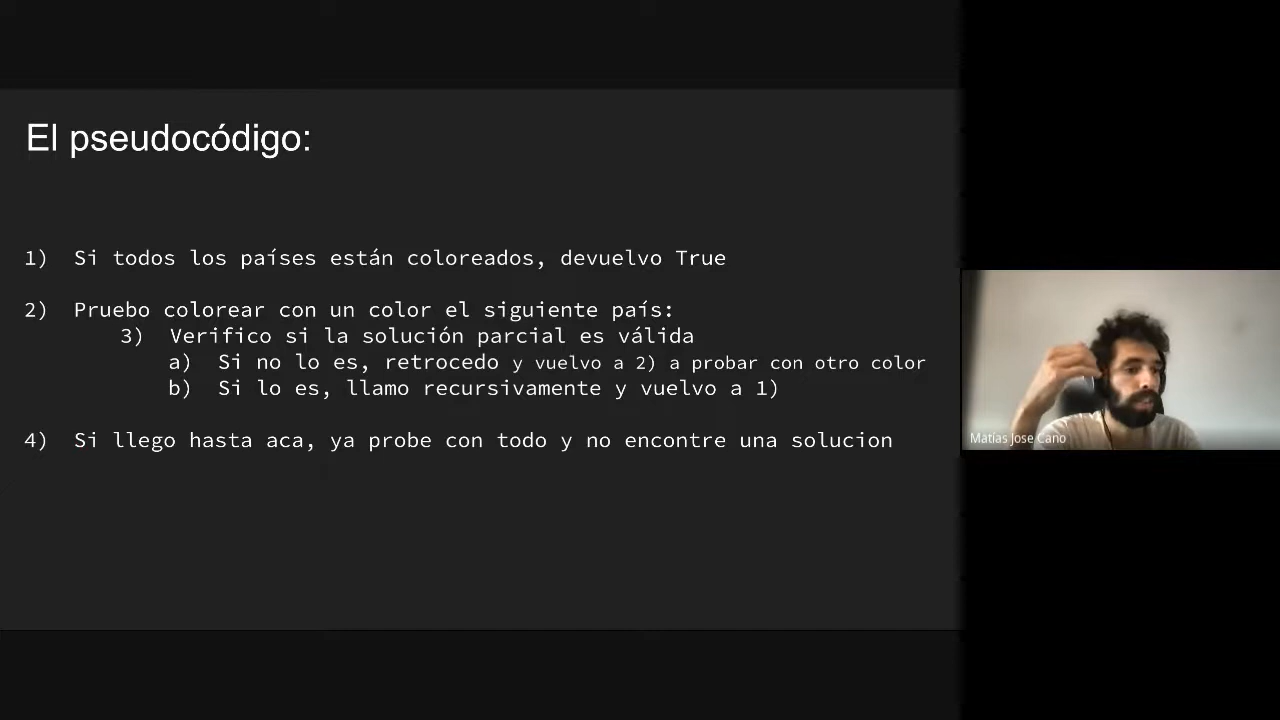 El pseudocódigo:
1) Si todos los países están coloreados, devuelvo True
2) Pruebo colorear con un color el siguiente país:
3) Verifico si la solución parcial es válida
a) Si no lo es, retrocedo y vuelvo a 2) a probar con otro color
b) Si lo es, llamo recursivamente y vuelvo a 1)
4) Si llego hasta aca, ya probe con todo y no encontre una solucion
Matías Jose Cano